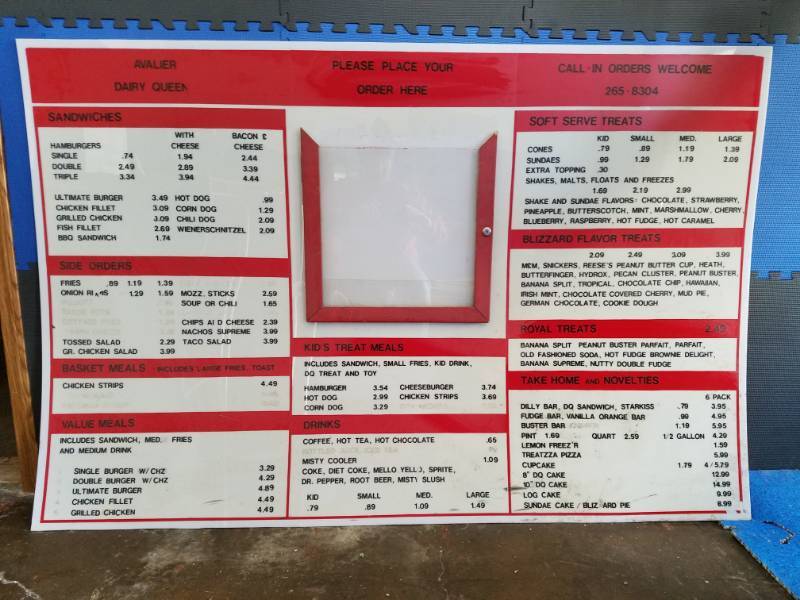 AVALIER
DAIRY QUEEN
PLEASE PLACE YOUR
ORDER HERE
CALL-IN ORDERS WELCOME
265-8304
SANDWICHES
WITH BACON &
HAMBURGERS CHEESE CHEESE
SINGLE .74 1.94 2.44
DOUBLE 2.49 2.89 3.39
TRIPLE 3.34 3.94 4.44
ULTIMATE BURGER 3.49 HOT DOG .99
CHICKEN FILLET 3.09 CORN DOG 1.29
GRILLED CHICKEN 3.09 CHILI DOG 2.09
FISH FILLET 2.69 WIENERSCHNITZEL 2.09
BBQ SANDWICH 1.74
SIDE ORDERS
FRIES .89 1.19 1.39
ONION RI S 1.29 1.59 MOZZ. STICKS 2.59
SOUP OR CHILI 1.65
CHIPS A D CHEESE 2.39
NACHOS SUPREME 3.99
TOSSED SALAD 2.29 TACO SALAD 3.99
GR. CHICKEN SALAD 3.99
BASKET MEALS INCLUDES LARGE FRIES, TOAST
CHICKEN STRIPS 4.49
VALUE MEALS
INCLUDES SANDWICH, MED. FRIES
AND MEDIUM DRINK
SINGLE BURGER W/CHZ 3.29
DOUBLE BURGER W/CHZ 4.29
ULTIMATE BURGER 4.89
CHICKEN FILLET 4.49
GRILLED CHICKEN 4.49
KID'S TREAT MEALS
INCLUDES SANDWICH, SMALL FRIES, KID DRINK,
DQ TREAT AND TOY
HAMBURGER 3.54 CHEESEBURGER 3.74
HOT DOG 2.99 CHICKEN STRIPS 3.69
CORN DOG 3.29
DRINKS
COFFEE, HOT TEA, HOT CHOCOLATE .65
MISTY COOLER 1.09
COKE, DIET COKE, MELLO YELLO, SPRITE,
DR. PEPPER, ROOT BEER, MISTY SLUSH
KID SMALL MED. LARGE
.79 .89 1.09 1.49
SOFT SERVE TREATS
KID SMALL MED. LARGE
CONES .79 .89 1.19 1.39
SUNDAES .99 1.29 1.79 2.09
EXTRA TOPPING .30
SHAKES, MALTS, FLOATS AND FREEZES
1.69 2.19 2.99
SHAKE AND SUNDAE FLAVORS: CHOCOLATE, STRAWBERRY,
PINEAPPLE, BUTTERSCOTCH, MINT, MARSHMALLOW, CHERRY,
BLUEBERRY, RASPBERRY, HOT FUDGE, HOT CARAMEL
BLIZZARD FLAVOR TREATS
2.09 2.49 3.09 3.99
M&M, SNICKERS, REESE'S PEANUT BUTTER CUP, HEATH,
BUTTERFINGER, HYDROX, PECAN CLUSTER, PEANUT BUSTER,
BANANA SPLIT, TROPICAL, CHOCOLATE CHIP, HAWAIIAN,
IRISH MINT, CHOCOLATE COVERED CHERRY, MUD PIE,
GERMAN CHOCOLATE, COOKIE DOUGH
ROYAL TREATS 2.49
BANANA SPLIT PEANUT BUSTER PARFAIT, PARFAIT,
OLD FASHIONED SODA, HOT FUDGE BROWNIE DELIGHT,
BANANA SUPREME, NUTTY DOUBLE FUDGE
TAKE HOME AND NOVELTIES
6 PACK
DILLY BAR, DQ SANDWICH, STARKISS .79 3.95
FUDGE BAR, VANILLA ORANGE BAR .99 4.95
BUSTER BAR 1.19 5.95
PINT 1.69 QUART 2.59 1/2 GALLON 4.29
LEMON FREEZ'R 1.59
TREATZZA PIZZA 5.99
CUPCAKE 1.79 4/5.79
8" DQ CAKE 12.99
10" DQ CAKE 14.99
LOG CAKE 9.99
SUNDAE CAKE/BLIZ ARD PIE 8.99